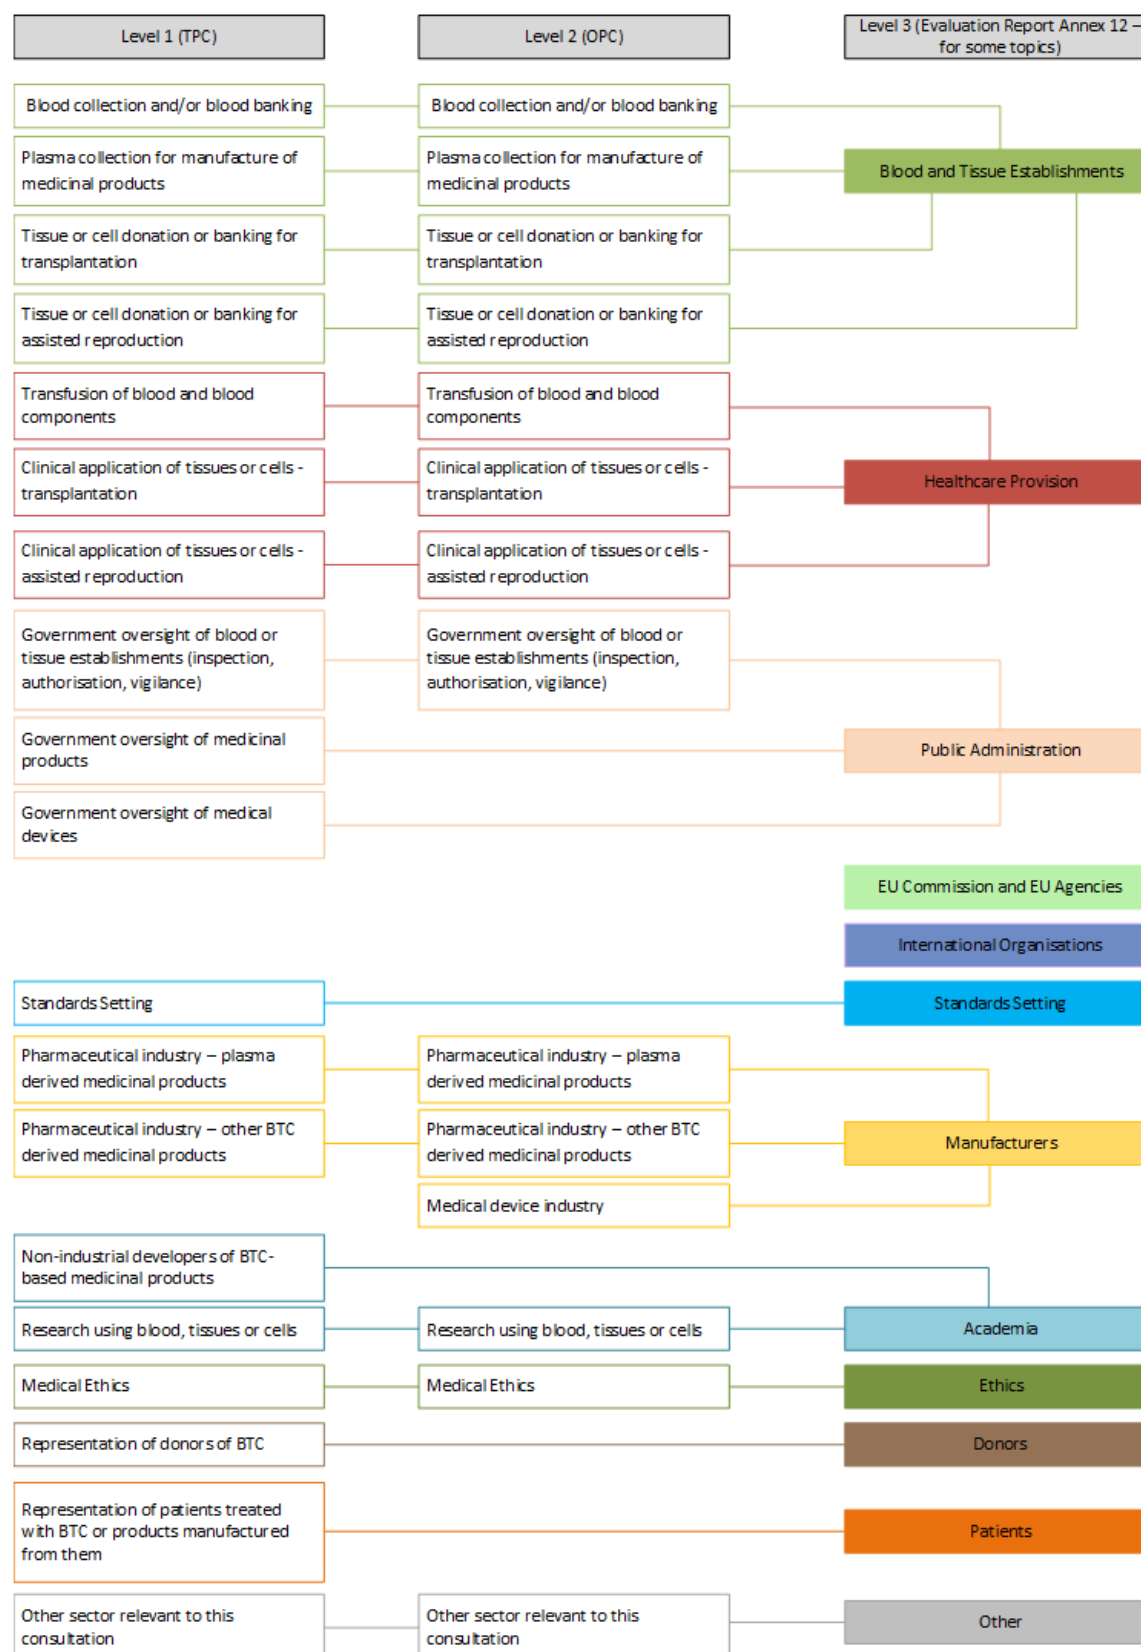 Level 1 (TPC)
Level 2 (OPC)
Level 3 (Evaluation Report Annex 12 –
for some topics)
Blood collection and/or blood banking
Blood collection and/or blood banking
Plasma collection for manufacture of
medicinal products
Plasma collection for manufacture of
medicinal products
Blood and Tissue Establishments
Tissue or cell donation or banking for
transplantation
Tissue or cell donation or banking for
transplantation
Tissue or cell donation or banking for
assisted reproduction
Tissue or cell donation or banking for
assisted reproduction
Transfusion of blood and blood
components
Transfusion of blood and blood
components
Clinical application of tissues or cells -
transplantation
Clinical application of tissues or cells -
transplantation
Healthcare Provision
Clinical application of tissues or cells -
assisted reproduction
Clinical application of tissues or cells -
assisted reproduction
Government oversight of blood or
tissue establishments (inspection,
authorisation, vigilance)
Government oversight of blood or
tissue establishments (inspection,
authorisation, vigilance)
Government oversight of medicinal
products
Public Administration
Government oversight of medical
devices
EU Commission and EU Agencies
International Organisations
Standards Setting
Standards Setting
Pharmaceutical industry – plasma
derived medicinal products
Pharmaceutical industry – plasma
derived medicinal products
Pharmaceutical industry – other BTC
derived medicinal products
Pharmaceutical industry – other BTC
derived medicinal products
Manufacturers
Medical device industry
Non-industrial developers of BTC-
based medicinal products
Research using blood, tissues or cells
Research using blood, tissues or cells
Academia
Medical Ethics
Medical Ethics
Ethics
Representation of donors of BTC
Donors
Representation of patients treated
with BTC or products manufactured
from them
Patients
Other sector relevant to this
consultation
Other sector relevant to this
consultation
Other